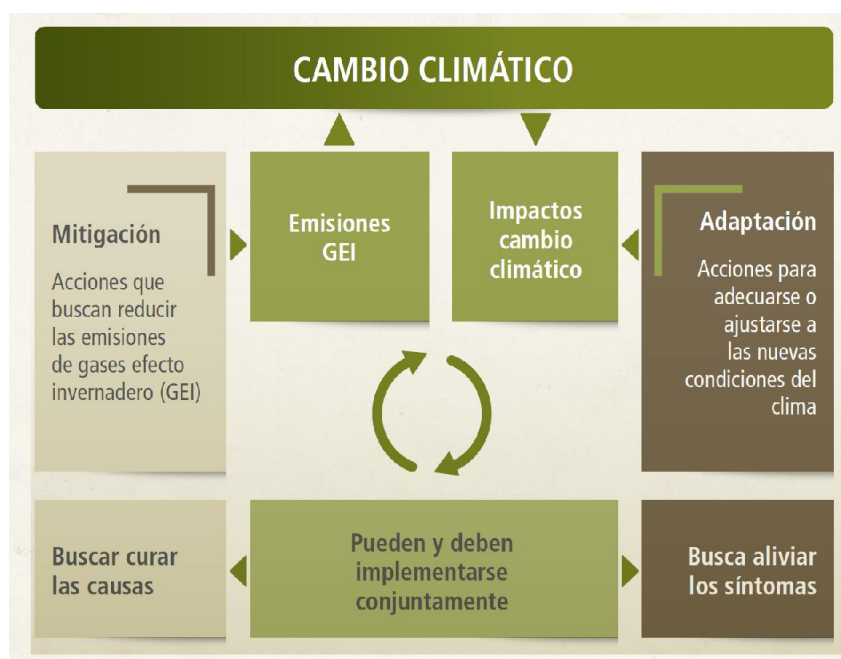 CAMBIO CLIMÁTICO
Mitigación
Acciones que
buscan reducir
las emisiones
de gases efecto
invernadero (GEI)
Emisiones
GEI
Impactos
cambio
climático
Adaptación
Acciones para
adecuarse o
ajustarse a
las nuevas
condiciones del
clima
Buscar curar
las causas
Pueden y deben
implementarse
conjuntamente
Busca aliviar
los síntomas